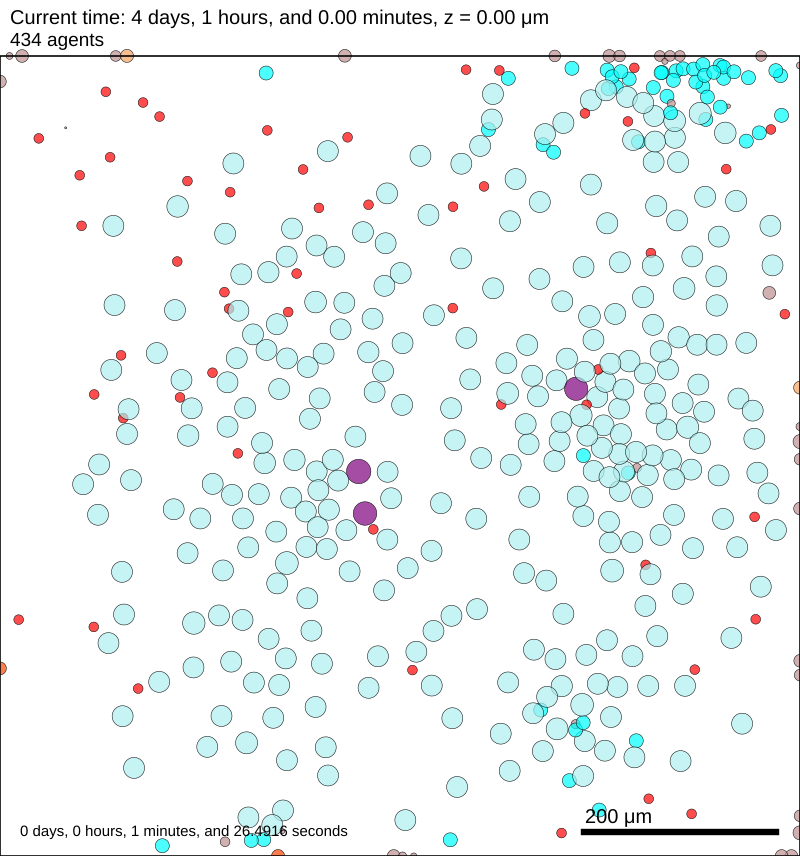 Current time: 4 days, 1 hours, and 0.00 minutes, z = 0.00 μm
434 agents
200 μm
0 days, 0 hours, 1 minutes, and 26.4916 seconds